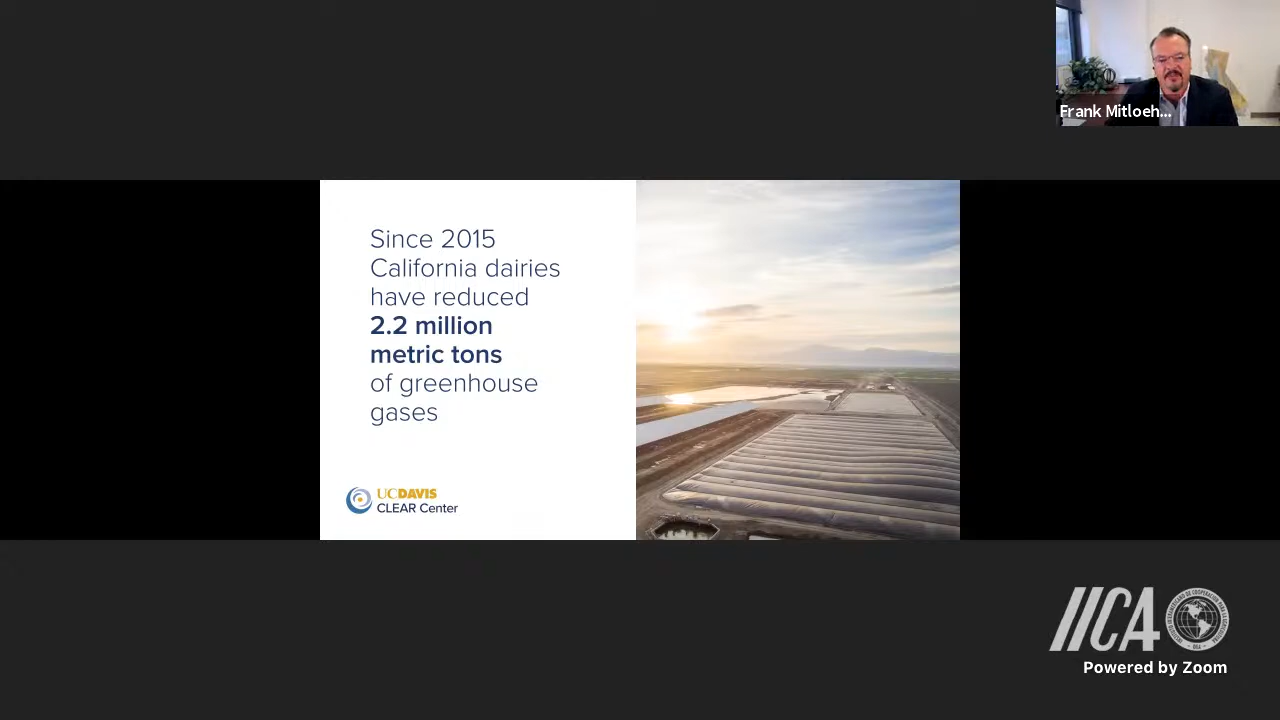 Frank Mitloeh...
Since 2015
California dairies
have reduced
2.2 million
metric tons
of greenhouse
gases
UCDAVIS
CLEAR Center
IICA
Powered by Zoom